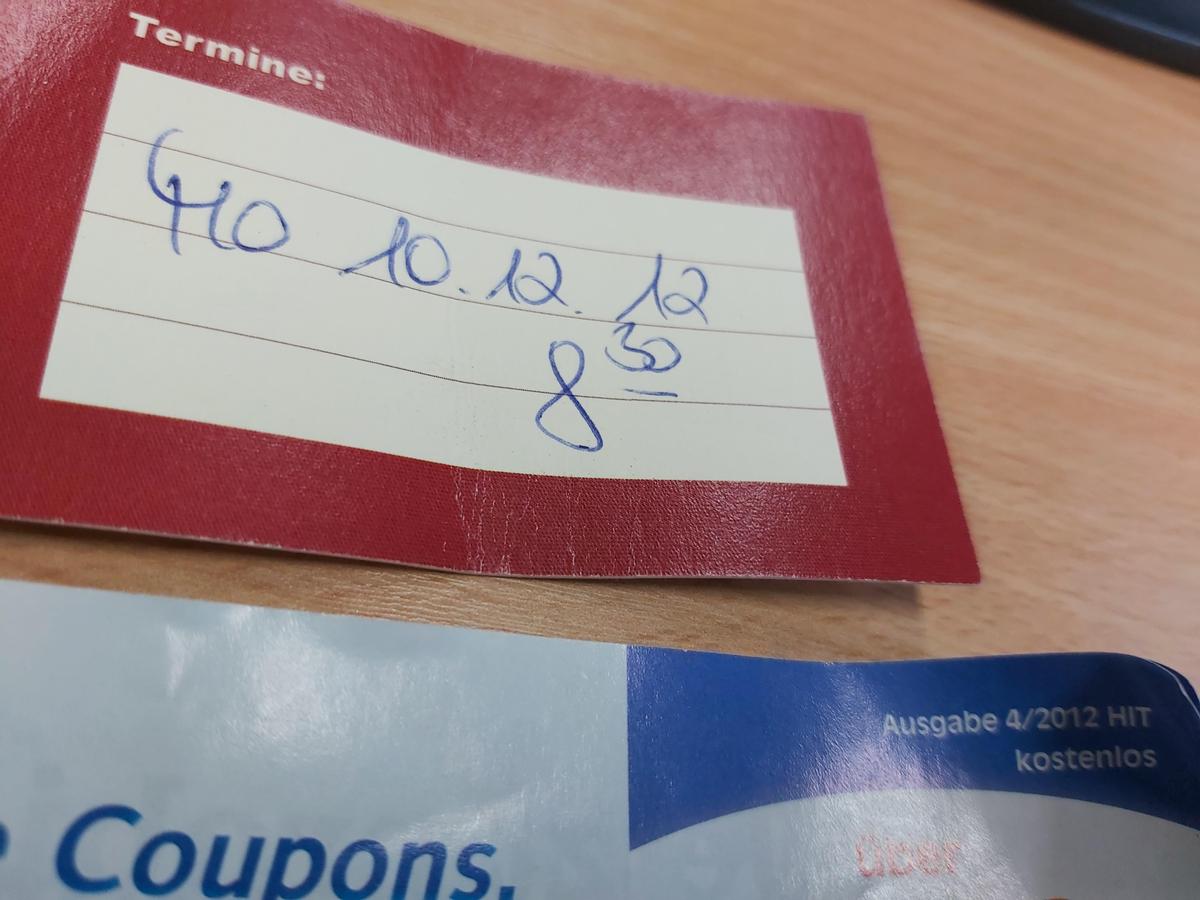 Termine:
Mo 10.12.12
8 30
Ausgabe 4/2012 HIT
kostenlos
Coupons.
über